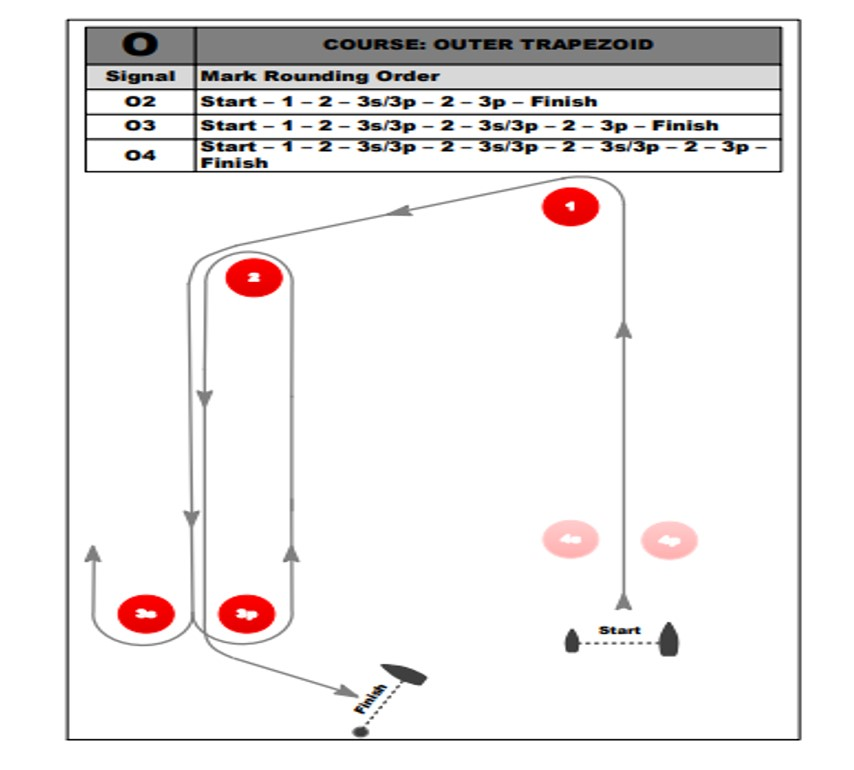 O COURSE: OUTER TRAPEZOID
Signal Mark Rounding Order
O2 Start – 1 – 2 – 3s/3p – 2 – 3p – Finish
O3 Start – 1 – 2 – 3s/3p – 2 – 3s/3p – 2 – 3p – Finish
O4 Start – 1 – 2 – 3s/3p – 2 – 3s/3p – 2 – 3s/3p – 2 – 3p –
Finish
1
2
4s 4p
3s 3p
Start
Finish